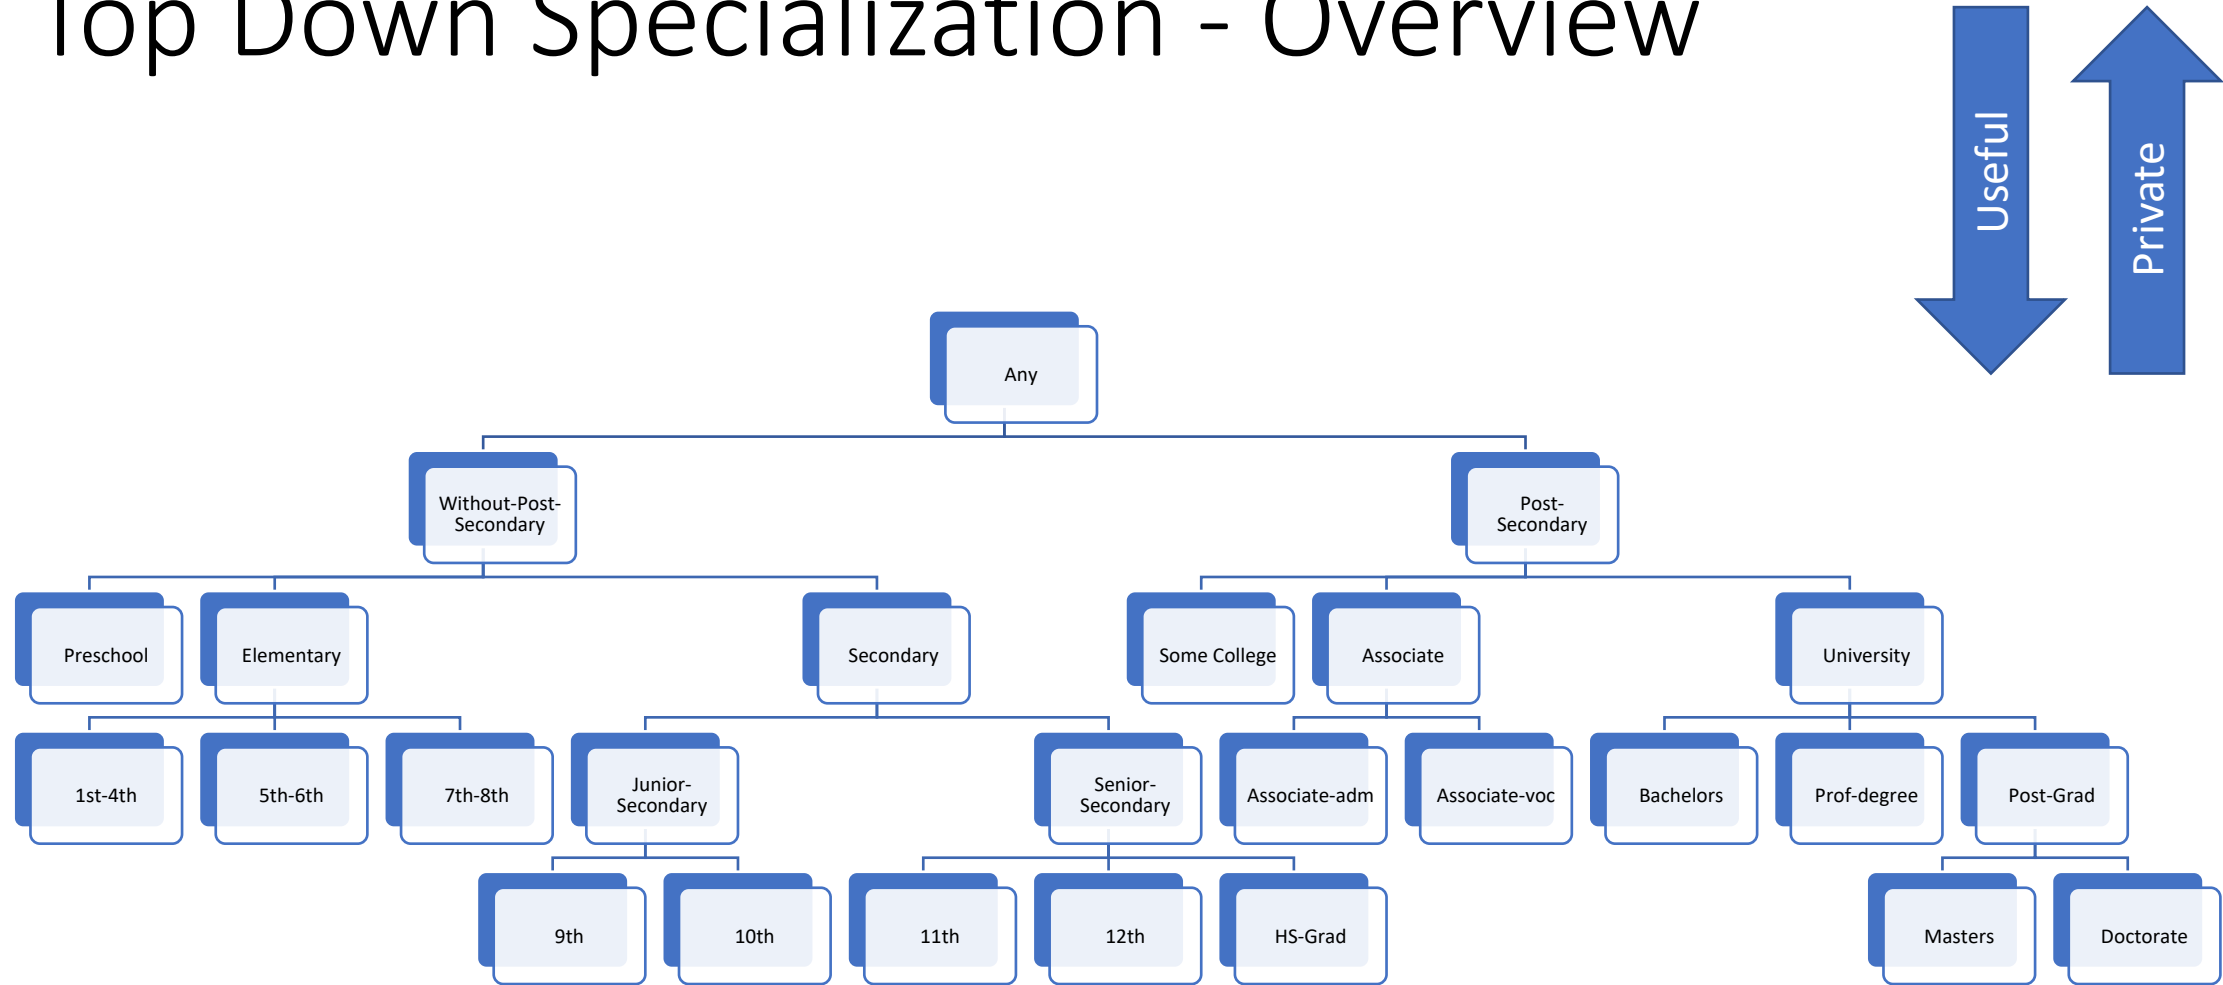 Top Down Specialization - Overview
Useful
Private
Any
Without-Post-
Secondary
Post-
Secondary
Preschool
Elementary
Secondary
Some College
Associate
University
1st-4th
5th-6th
7th-8th
Junior-
Secondary
Senior-
Secondary
Associate-adm
Associate-voc
Bachelors
Prof-degree
Post-Grad
9th
10th
11th
12th
HS-Grad
Masters
Doctorate